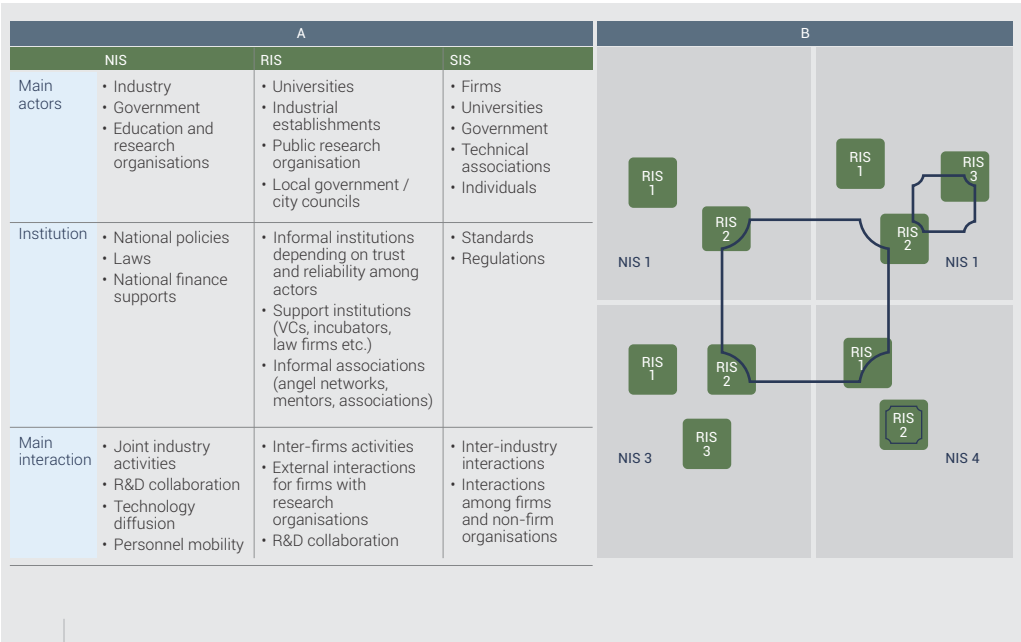 A
B
NIS
RIS
SIS
Main
actors
• Industry
• Government
• Education and
research
organisations
• Universities
• Industrial
establishments
• Public research
organisation
• Local government /
city councils
• Firms
• Universities
• Government
• Technical
associations
• Individuals
Institution
• National policies
• Laws
• National finance
supports
• Informal institutions
depending on trust
and reliability among
actors
• Support institutions
(VCs, incubators,
law firms etc.)
• Informal associations
(angel networks,
mentors, associations)
• Standards
• Regulations
Main
interaction
• Joint industry
activities
• R&D collaboration
• Technology
diffusion
• Personnel mobility
• Inter-firms activities
• External interactions
for firms with
research
organisations
• R&D collaboration
• Inter-industry
interactions
• Interactions
among firms
and non-firm
organisations
RIS
1
RIS
2
NIS 1
RIS
1
RIS
3
RIS
2
NIS 1
RIS
1
RIS
2
RIS
3
NIS 3
RIS
1
RIS
2
NIS 4